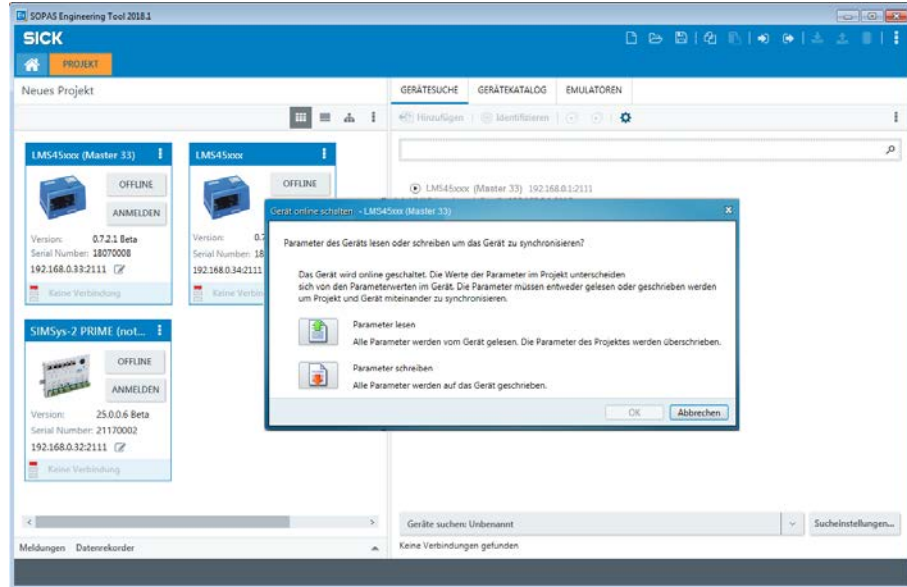 SOPAS Engineering Tool 2018.1
SICK
PROJEKT
Neues Projekt
GERÄTESUCHE GERÄTEKATALOG EMULATOREN
Hinzufügen Identifizieren
LMS45xxx (Master 33)
OFFLINE
ANMELDEN
Version: 0.7.2.1 Beta
Serial Number: 18070008
192.168.0.33:2111
Keine Verbindung
LMS45xxx
OFFLINE
Version: 0.7
Serial Number: 18
192.168.0.34:2111
Keine Verbin
SIMSys-2 PRIME (not...
OFFLINE
ANMELDEN
Version: 25.0.0.6 Beta
Serial Number: 21170002
192.168.0.32:2111
Keine Verbindung
LMS45xxx (Master 33) 192.168.0.1:2111
Gerät online schalten - LMS45xxx (Master 33)
Parameter des Geräts lesen oder schreiben um das Gerät zu synchronisieren?
Das Gerät wird online geschaltet. Die Werte der Parameter im Projekt unterscheiden
sich von den Parameterwerten im Gerät. Die Parameter müssen entweder gelesen oder geschrieben werden
um Projekt und Gerät miteinander zu synchronisieren.
Parameter lesen
Alle Parameter werden vom Gerät gelesen. Die Parameter des Projektes werden überschrieben.
Parameter schreiben
Alle Parameter werden auf das Gerät geschrieben.
OK Abbrechen
Geräte suchen: Unbenannt
Sucheinstellungen...
Meldungen Datenrekorder
Keine Verbindungen gefunden